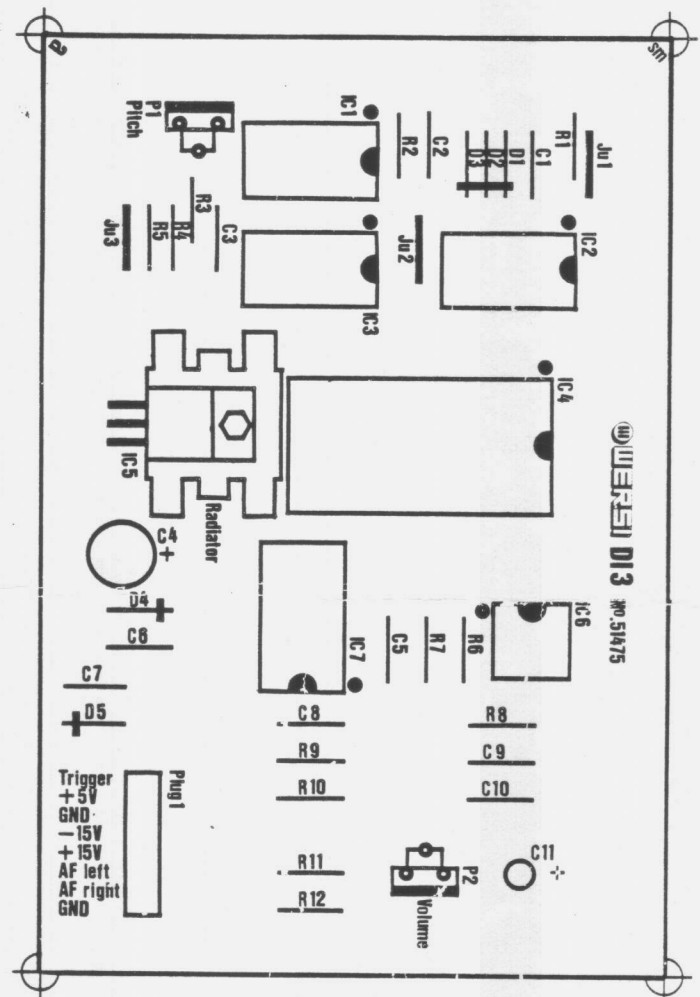 a
sm
P1
Pitch
IC1
R2
C2
D3
D2
D1
C1
R1
Ju1
Ju3
R5
R4
R3
C3
IC3
Ju2
IC2
IC5
Radiator
IC4
WERSI DI3 No.51475
C4
+
D4
C6
C7
D5
IC7
C5
R7
R6
IC6
C8
R9
R10
R11
R12
R8
C9
C10
Plug1
Trigger
+5V
GND
-15V
+15V
AF left
AF right
GND
P2
Volume
C11
+